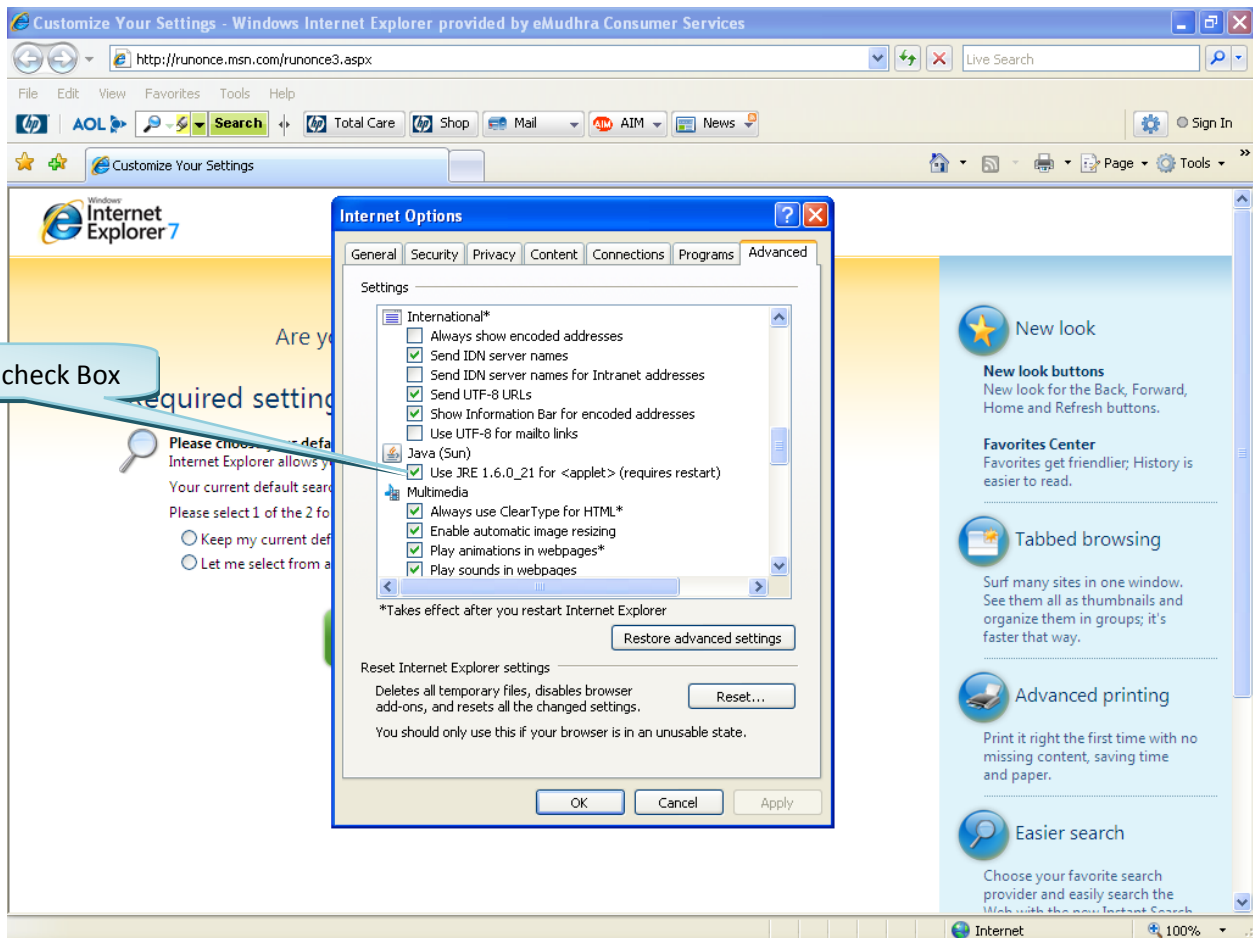 Customize Your Settings - Windows Internet Explorer provided by eMudhra Consumer Services
http://runonce.msn.com/runonce3.aspx
Live Search
File Edit View Favorites Tools Help
hp AOL Search Total Care Shop Mail AIM News Sign In
Customize Your Settings
Page Tools
Windows
Internet
Explorer 7
Are yo
check Box
equired setting
Please choose your defa
Internet Explorer allows y
Your current default searc
Please select 1 of the 2 fo
Keep my current def
Let me select from a
Internet Options
General Security Privacy Content Connections Programs Advanced
Settings
International*
Always show encoded addresses
Send IDN server names
Send IDN server names for Intranet addresses
Send UTF-8 URLs
Show Information Bar for encoded addresses
Use UTF-8 for mailto links
Java (Sun)
Use JRE 1.6.0_21 for <applet> (requires restart)
Multimedia
Always use ClearType for HTML*
Enable automatic image resizing
Play animations in webpages*
Play sounds in webpages
*Takes effect after you restart Internet Explorer
Restore advanced settings
Reset Internet Explorer settings
Deletes all temporary files, disables browser
add-ons, and resets all the changed settings.
Reset...
You should only use this if your browser is in an unusable state.
OK Cancel Apply
New look
New look buttons
New look for the Back, Forward,
Home and Refresh buttons.
Favorites Center
Favorites get friendlier; History is
easier to read.
Tabbed browsing
Surf many sites in one window.
See them all as thumbnails and
organize them in groups; it's
faster that way.
Advanced printing
Print it right the first time with no
missing content, saving time
and paper.
Easier search
Choose your favorite search
provider and easily search the
Web with the new Instant Search
Internet 100%